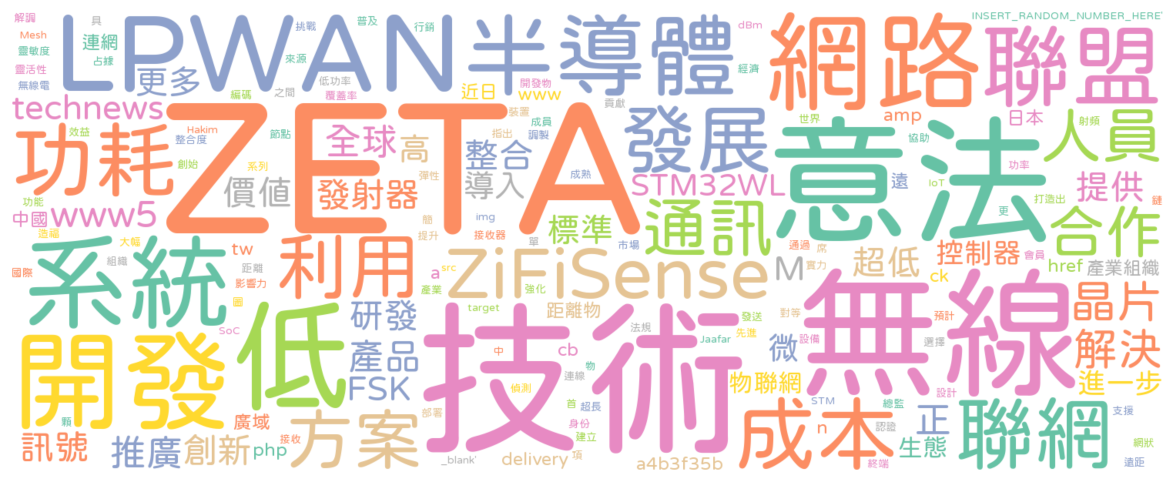 解調 LPWAN 半導體 網路 聯盟 INSERT_RANDOM_NUMBER_HERE'
具 挑戰 普及 行銷 dBm
Mesh
靈敏度 連網 來源 經濟
靈活性 占據 更多 低功率 開發物
無線電 編碼 之間 覆蓋率 近日 www 貢獻
technews ZETA 裝置 發展 amp 日本 射頻 人員
功耗 效益 Hakim 節點 全球 高 指出 成員 調製 世界 意法 協助
整合度 整合
創始 系列 彈性 導入 成熟 STM32WL 遠 IoT 功率 提供
價值 發射器 更 打造出 鏈
功能 中國 www5 簡 img 標準 通訊 合作
造福 大幅 tw 利用 提升 接收器 單 市場 通過 席 控制器 會員
系統 組織 距離 a src ZiFiSense M 實力 超低 ck href 產業組織
國際 影響力 產業 強化
圖 低 研發 target 距離物 對等 無線 預計 晶片
開發 SoC 法規 發送 先進 微 設備 選擇 解決
產品 中 cb 物 Jaafar
FSK 偵測 連線 物聯網 設計 進一步
顆 廣域 方案 部署 技術 首 超長 成本 STM 總監 正 聯網 支援
訊號 推廣 創新 php 接收 身份 建立 n 認證 生態 網狀
_blank' delivery 項 a4b3f35b 終端 遠距